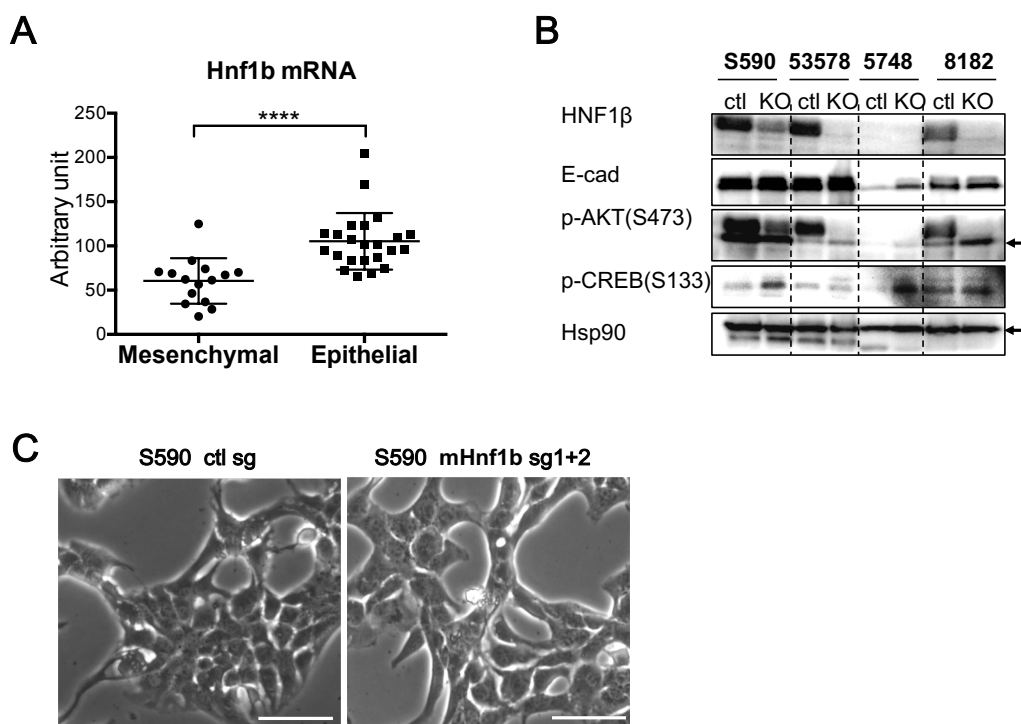 A
Hnf1b mRNA
****
Arbitrary unit
250
200
150
100
50
0
Mesenchymal Epithelial
B
S590 53578 5748 8182
ctl KO ctl KO ctl KO ctl KO
HNF1β
E-cad
p-AKT(S473)
p-CREB(S133)
Hsp90
C
S590 ctl sg
S590 mHnf1b sg1+2